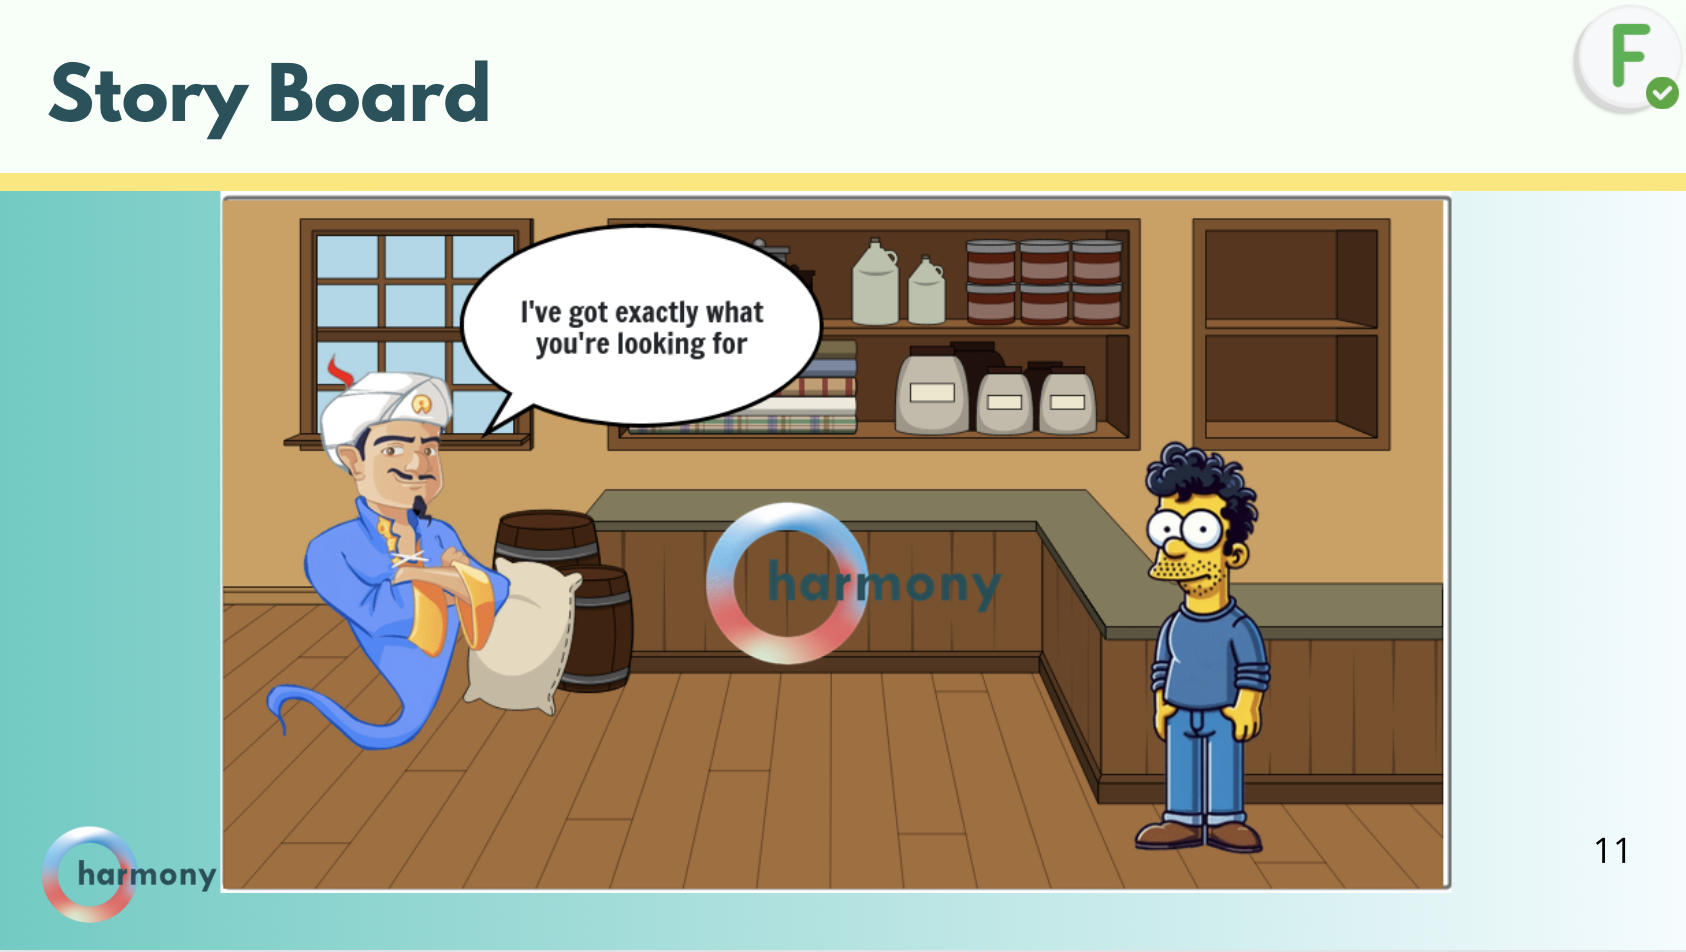 Story Board
F
I've got exactly what
you're looking for
harmony
harmony
11